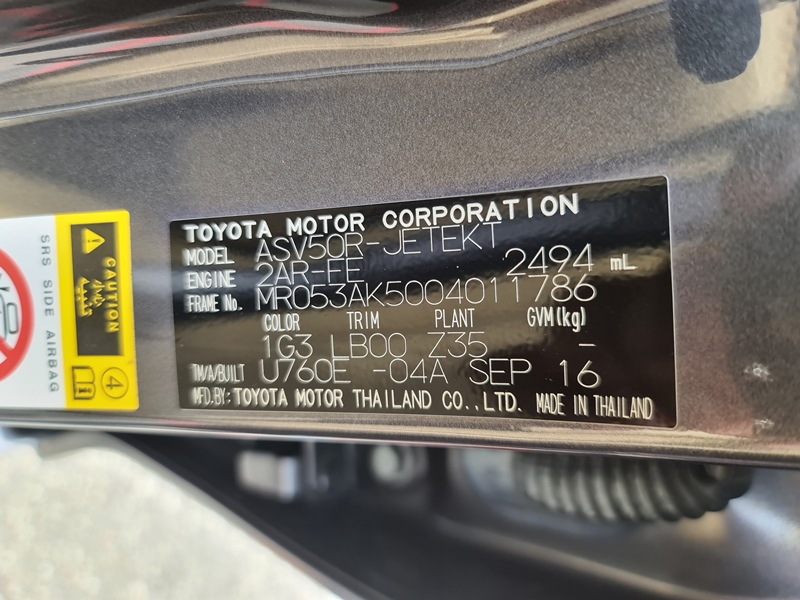 TOYOTA MOTOR CORPORATION
MODEL ASV50R-JETEKT
ENGINE 2AR-FE 2494 mL
FRAME No. MR053AK5004011786
COLOR TRIM PLANT GVM(kg)
1G3 LB00 Z35 -
TM/A/BUILT U760E -04A SEP 16
MFD.BY: TOYOTA MOTOR THAILAND CO.,LTD. MADE IN THAILAND
SRS SIDE AIRBAG
CAUTION
4